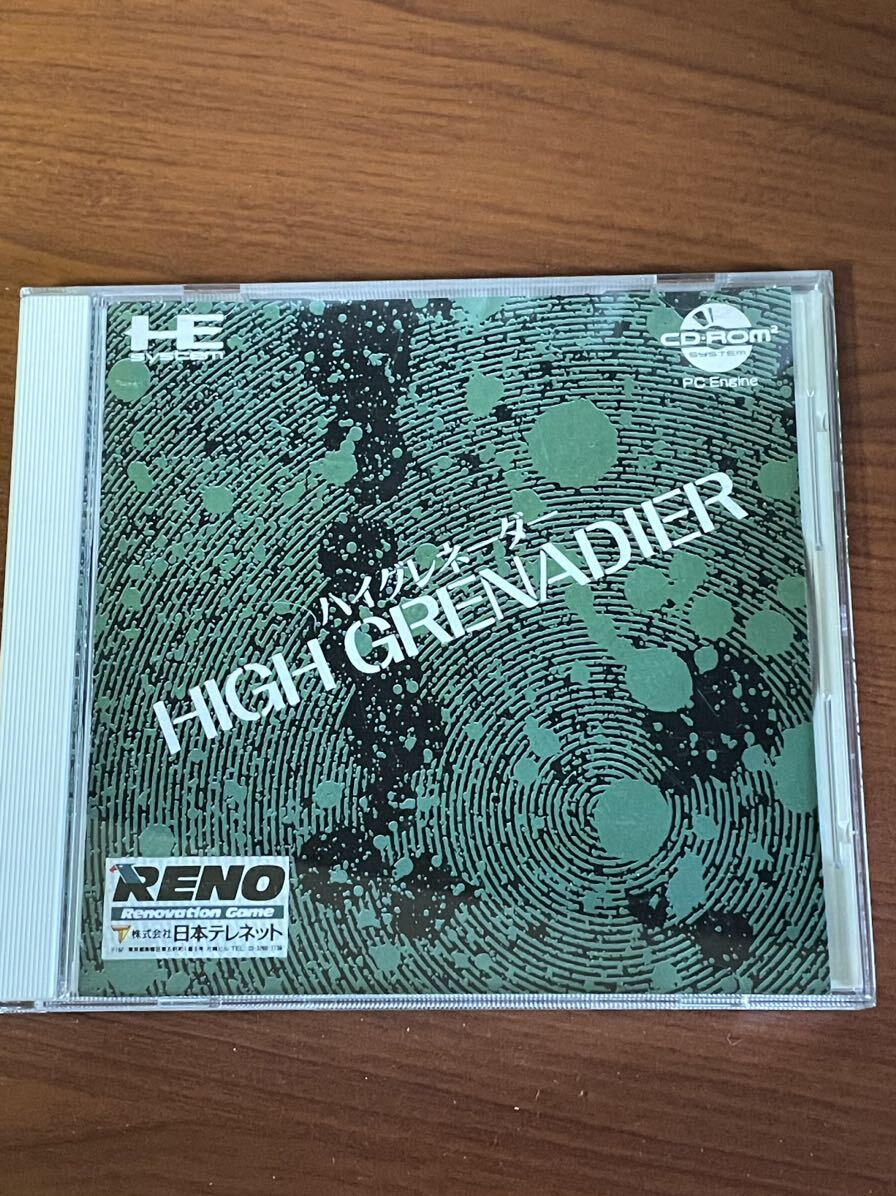 HE
SYSTEM
CD-ROM²
SYSTEM
PC Engine
ハイグレネーダー
HIGH GRENADIER
RENO
Renovation Game
株式会社日本テレネット